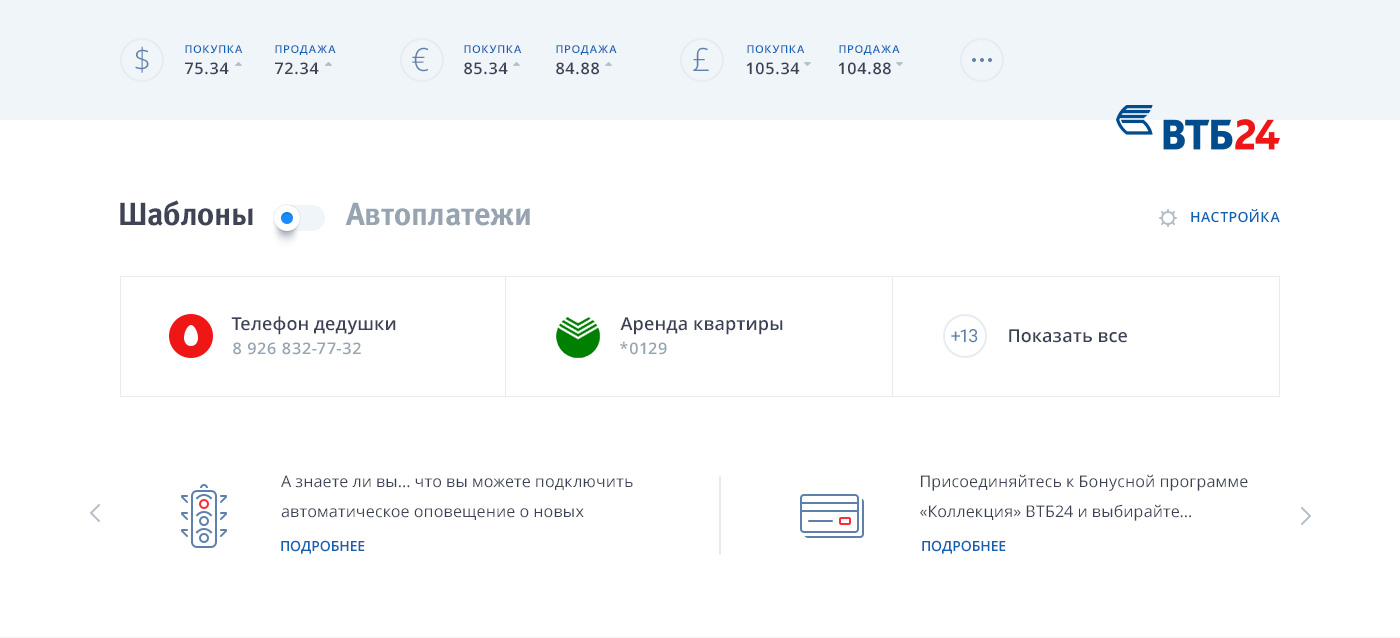 $ ПОКУПКА ПРОДАЖА € ПОКУПКА ПРОДАЖА £ ПОКУПКА ПРОДАЖА
75.34 72.34 85.34 84.88 105.34 104.88
ВТБ24
Шаблоны Автоплатежи НАСТРОЙКА
Телефон дедушки
8 926 832-77-32
Аренда квартиры
*0129
+13 Показать все
А знаете ли вы... что вы можете подключить
автоматическое оповещение о новых
ПОДРОБНЕЕ
Присоединяйтесь к Бонусной программе
«Коллекция» ВТБ24 и выбирайте...
ПОДРОБНЕЕ